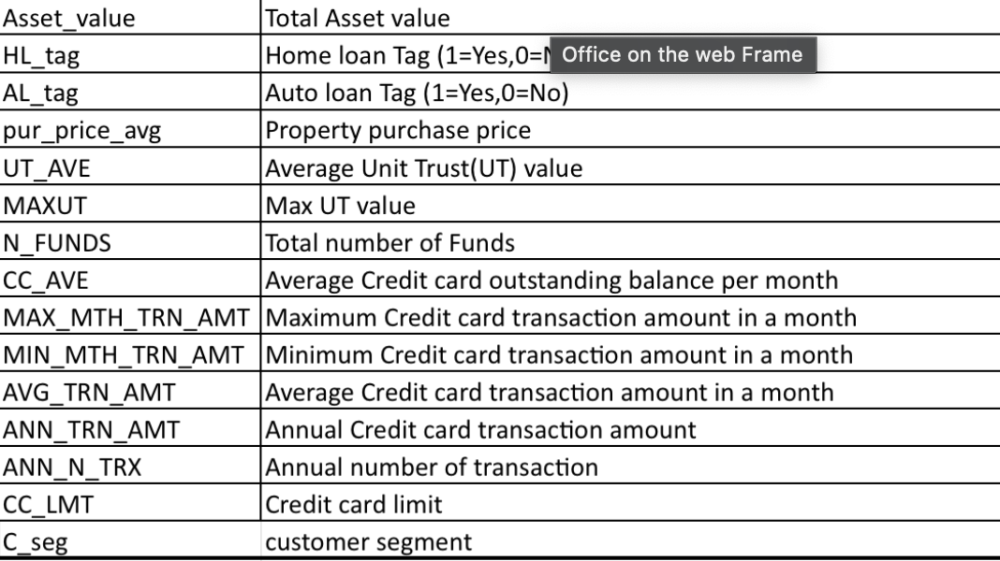 Asset_value Total Asset value
HL_tag Home loan Tag (1=Yes,0=
Office on the web Frame
AL_tag Auto loan Tag (1=Yes,0=No)
pur_price_avg Property purchase price
UT_AVE Average Unit Trust(UT) value
MAXUT Max UT value
N_FUNDS Total number of Funds
CC_AVE Average Credit card outstanding balance per month
MAX_MTH_TRN_AMT Maximum Credit card transaction amount in a month
MIN_MTH_TRN_AMT Minimum Credit card transaction amount in a month
AVG_TRN_AMT Average Credit card transaction amount in a month
ANN_TRN_AMT Annual Credit card transaction amount
ANN_N_TRX Annual number of transaction
CC_LMT Credit card limit
C_seg customer segment